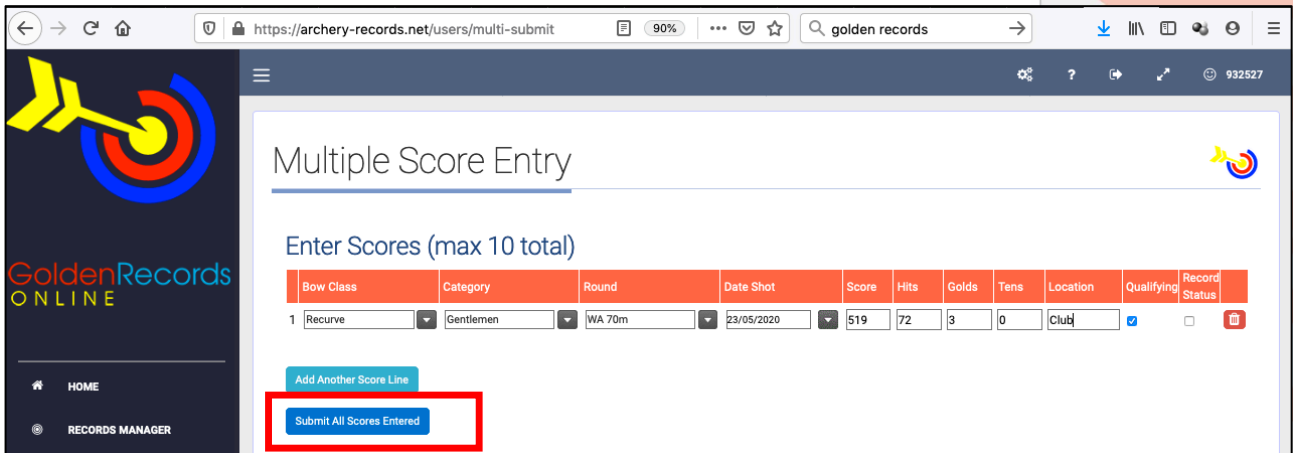 https://archery-records.net/users/multi-submit 90% golden records
? 932527
Multiple Score Entry
GoldenRecords
ONLINE
Enter Scores (max 10 total)
Bow Class Category Round Date Shot Score Hits Golds Tens Location Qualifying Record Status
1 Recurve Gentlemen WA 70m 23/05/2020 519 72 3 0 Club
Add Another Score Line
HOME
Submit All Scores Entered
RECORDS MANAGER